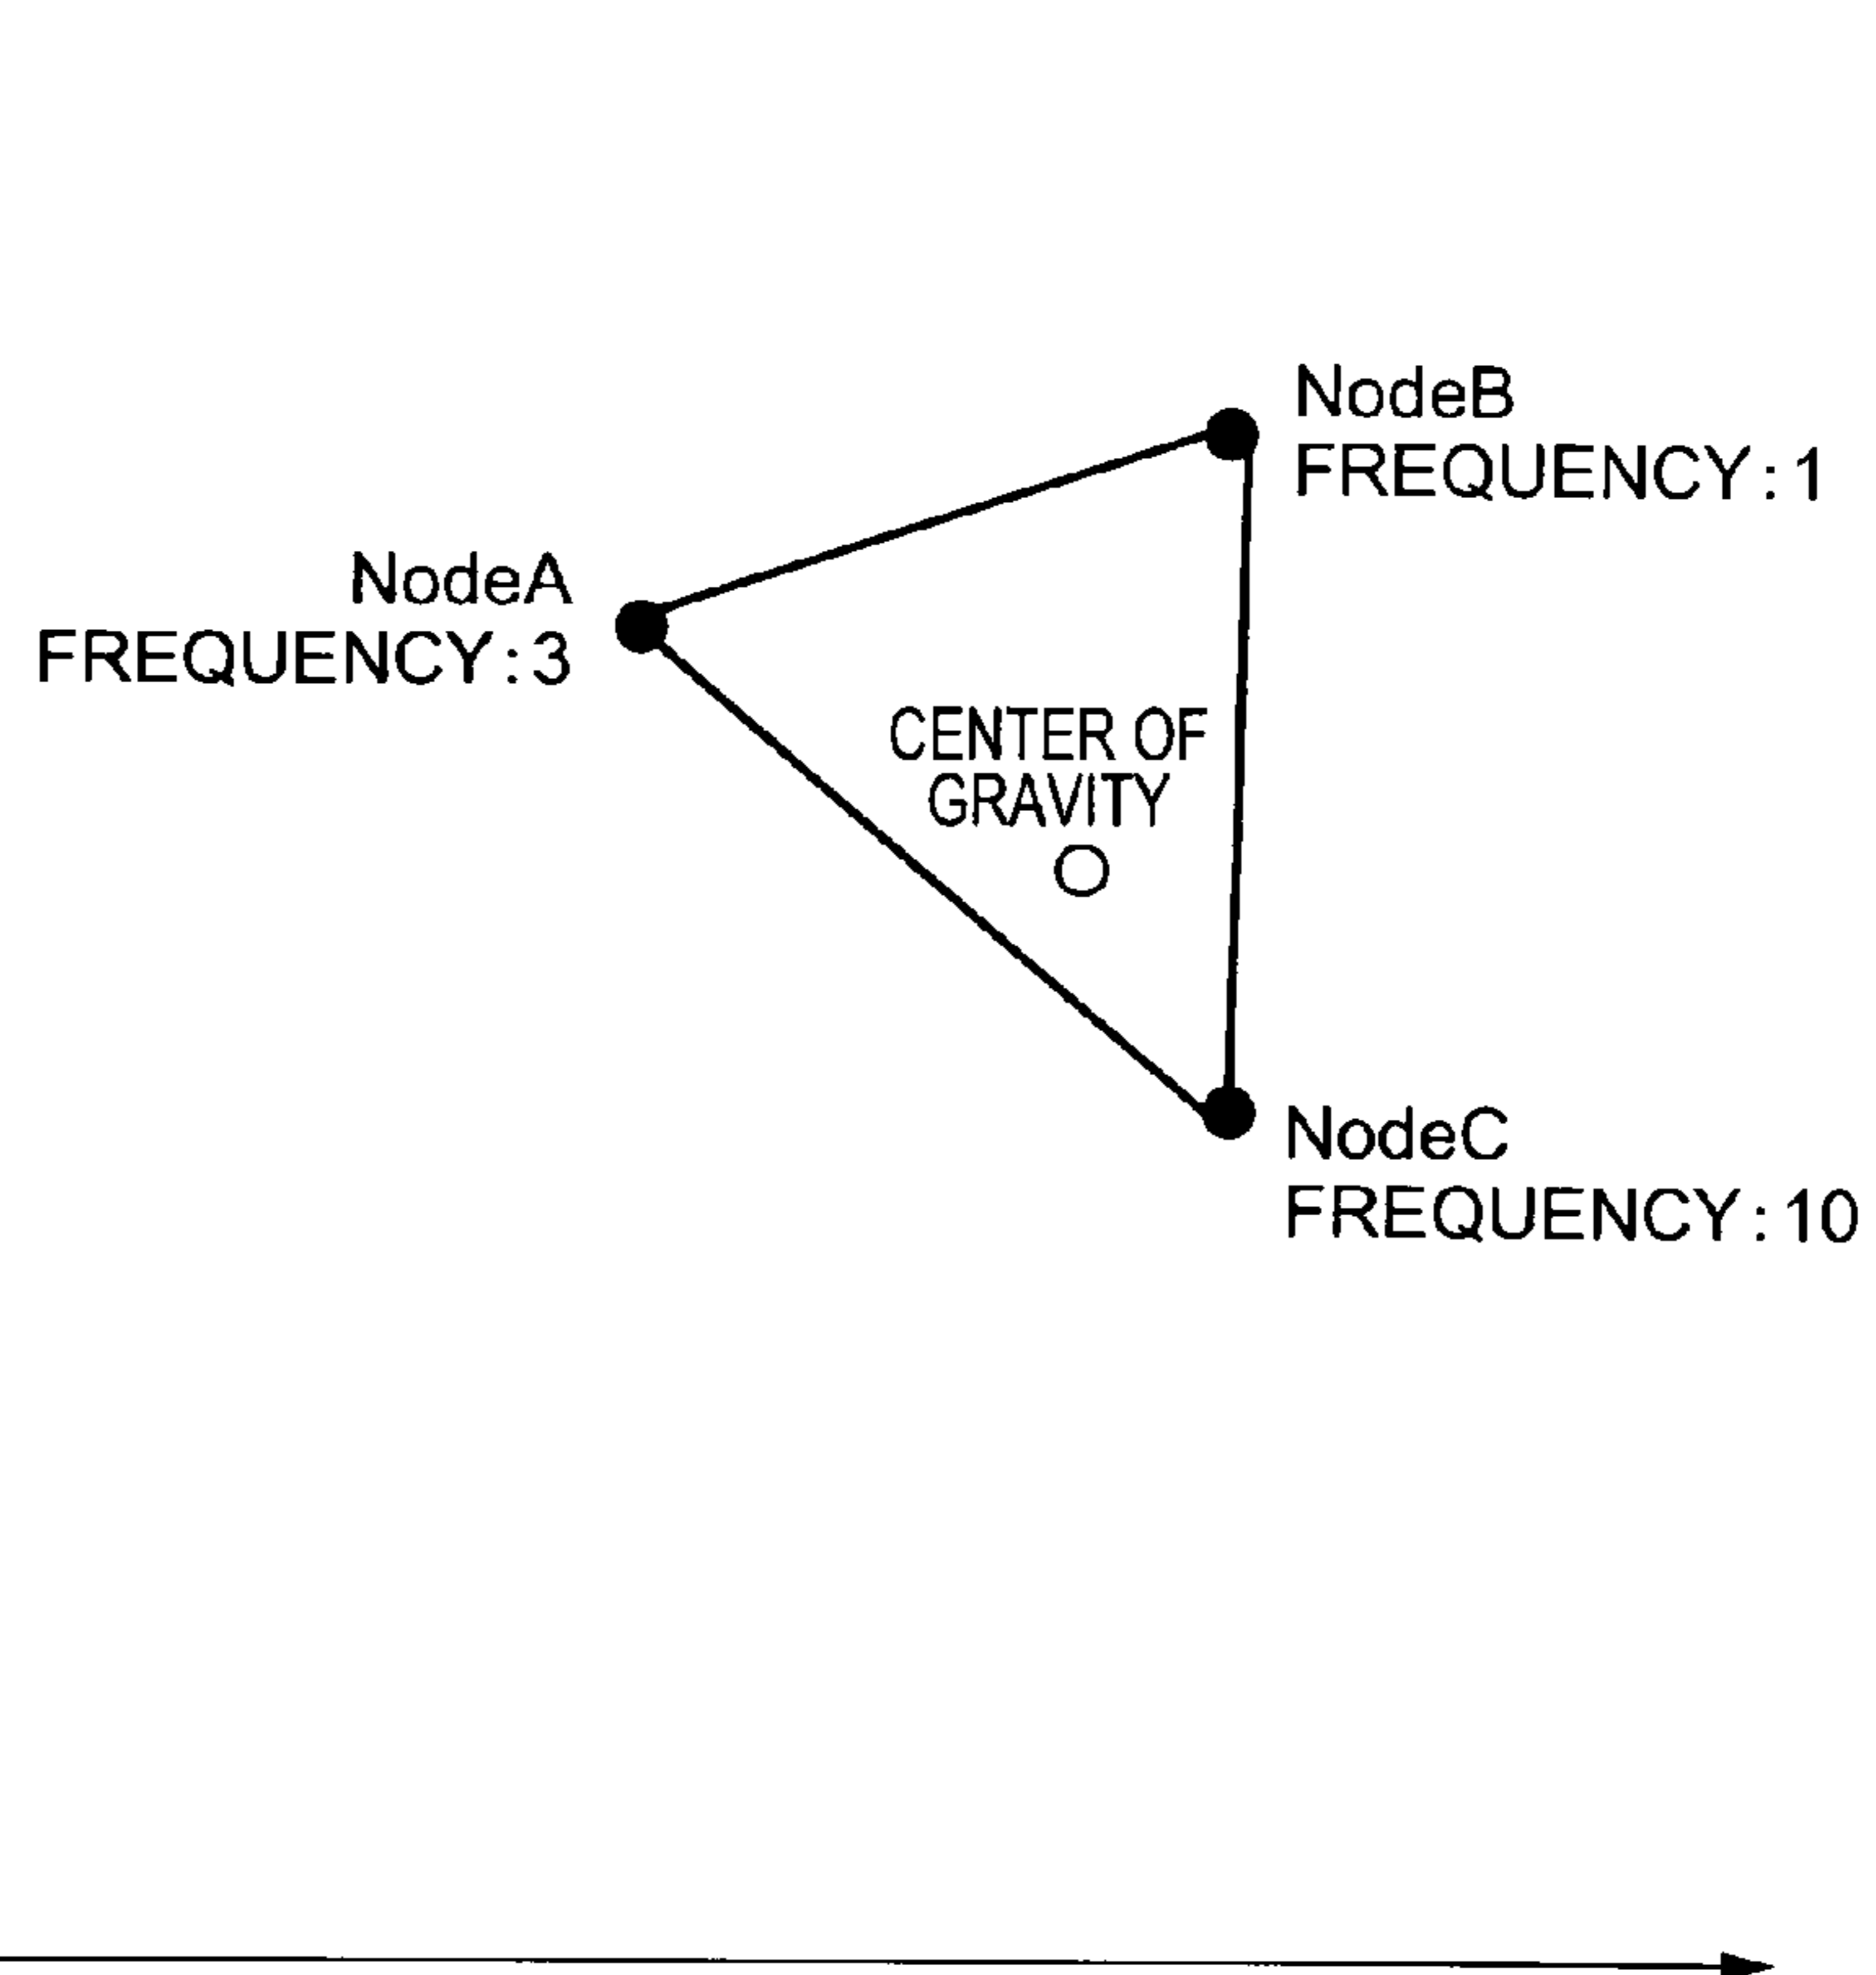 NodeB
FREQUENCY:1
NodeA
FREQUENCY:3
CENTER OF
GRAVITY
NodeC
FREQUENCY:10